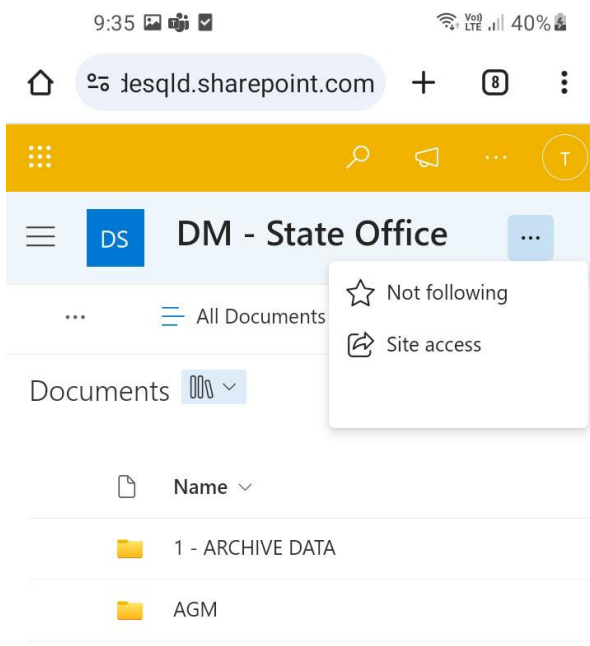 9:35 Vo)) LTE 40%
desqld.sharepoint.com 8
T
DS DM - State Office
Not following
All Documents
Site access
Documents
Name
1 - ARCHIVE DATA
AGM